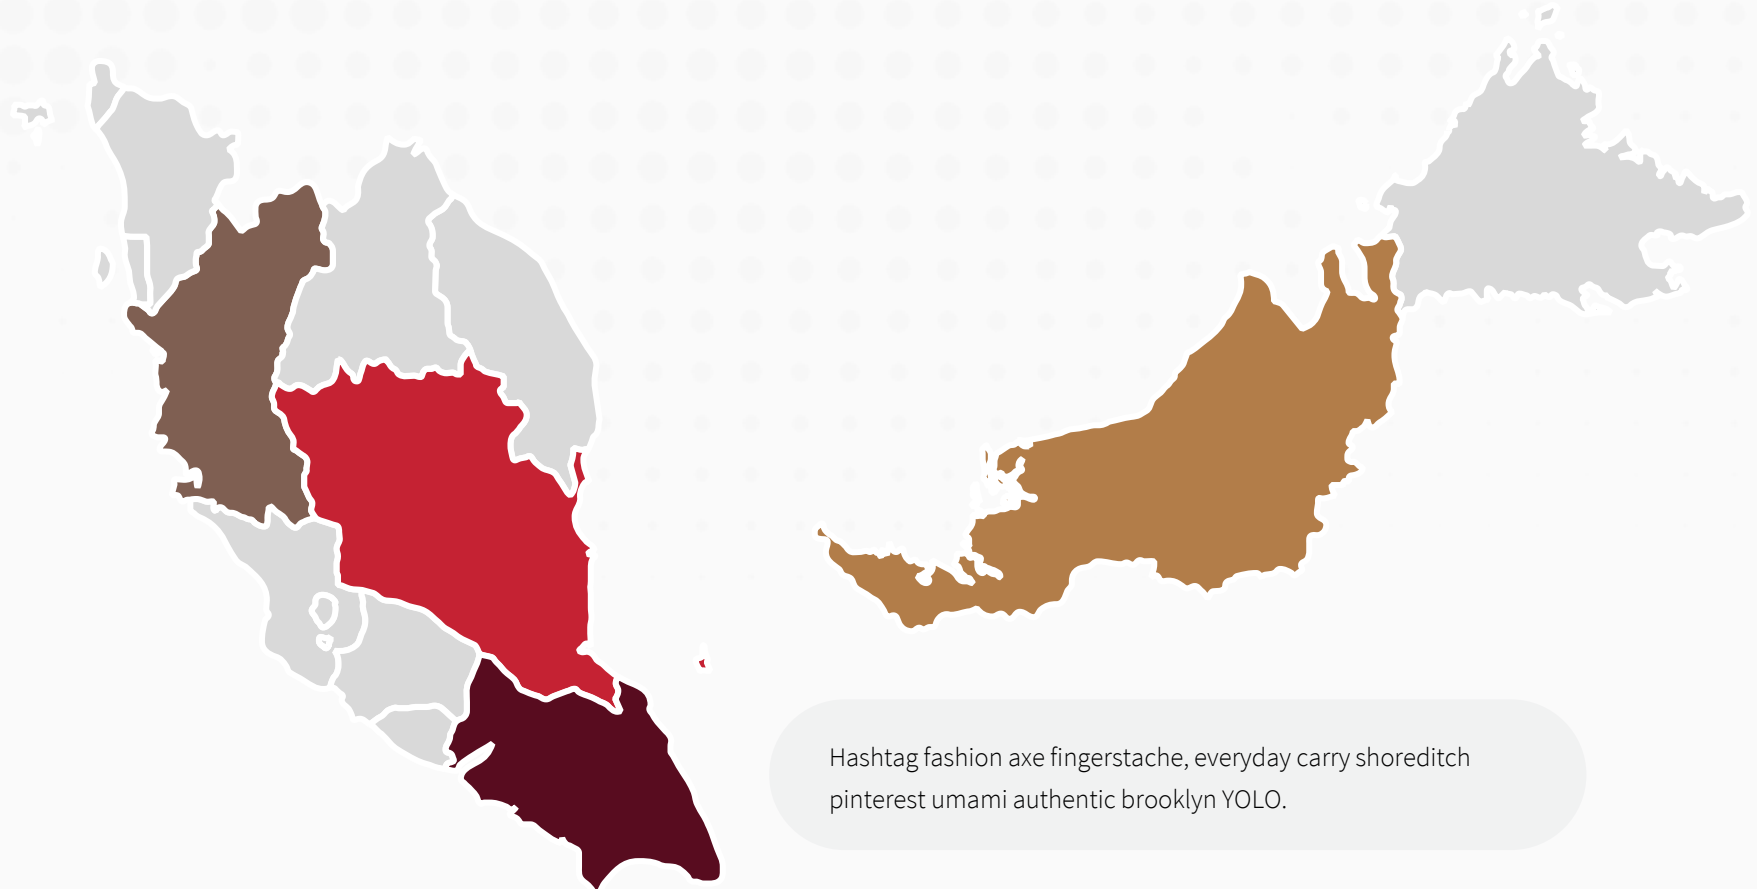 Hashtag fashion axe fingerstache, everyday carry shoreditch
pinterest umami authentic brooklyn YOLO.